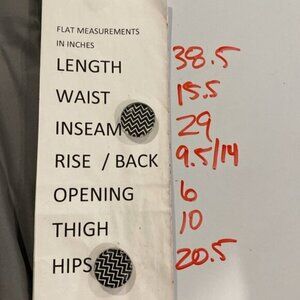 FLAT MEASUREMENTS
IN INCHES
LENGTH 38.5
WAIST 15.5
INSEAM 29
RISE / BACK 9.5/14
OPENING 6
THIGH 10
HIPS 20.5